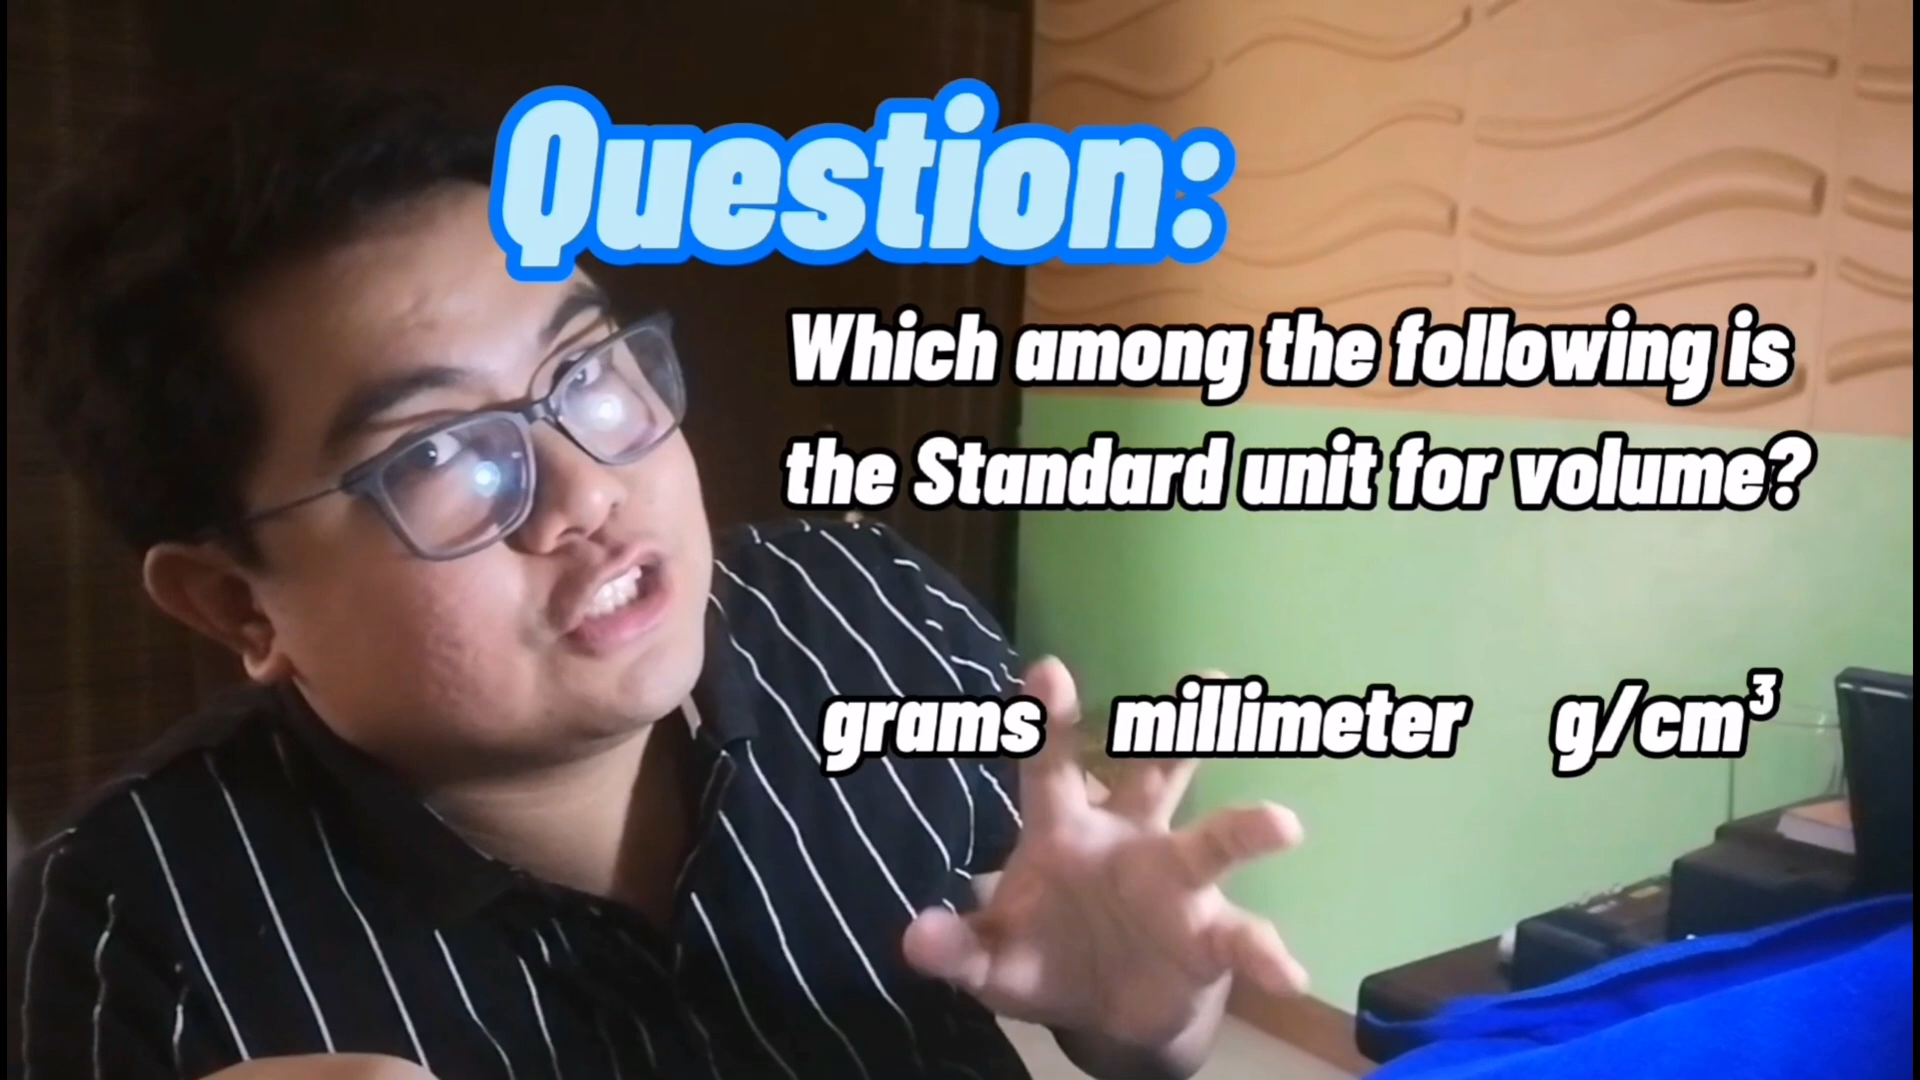 Question:
Which among the following is
the Standard unit for volume?
grams millimeter g/cm³